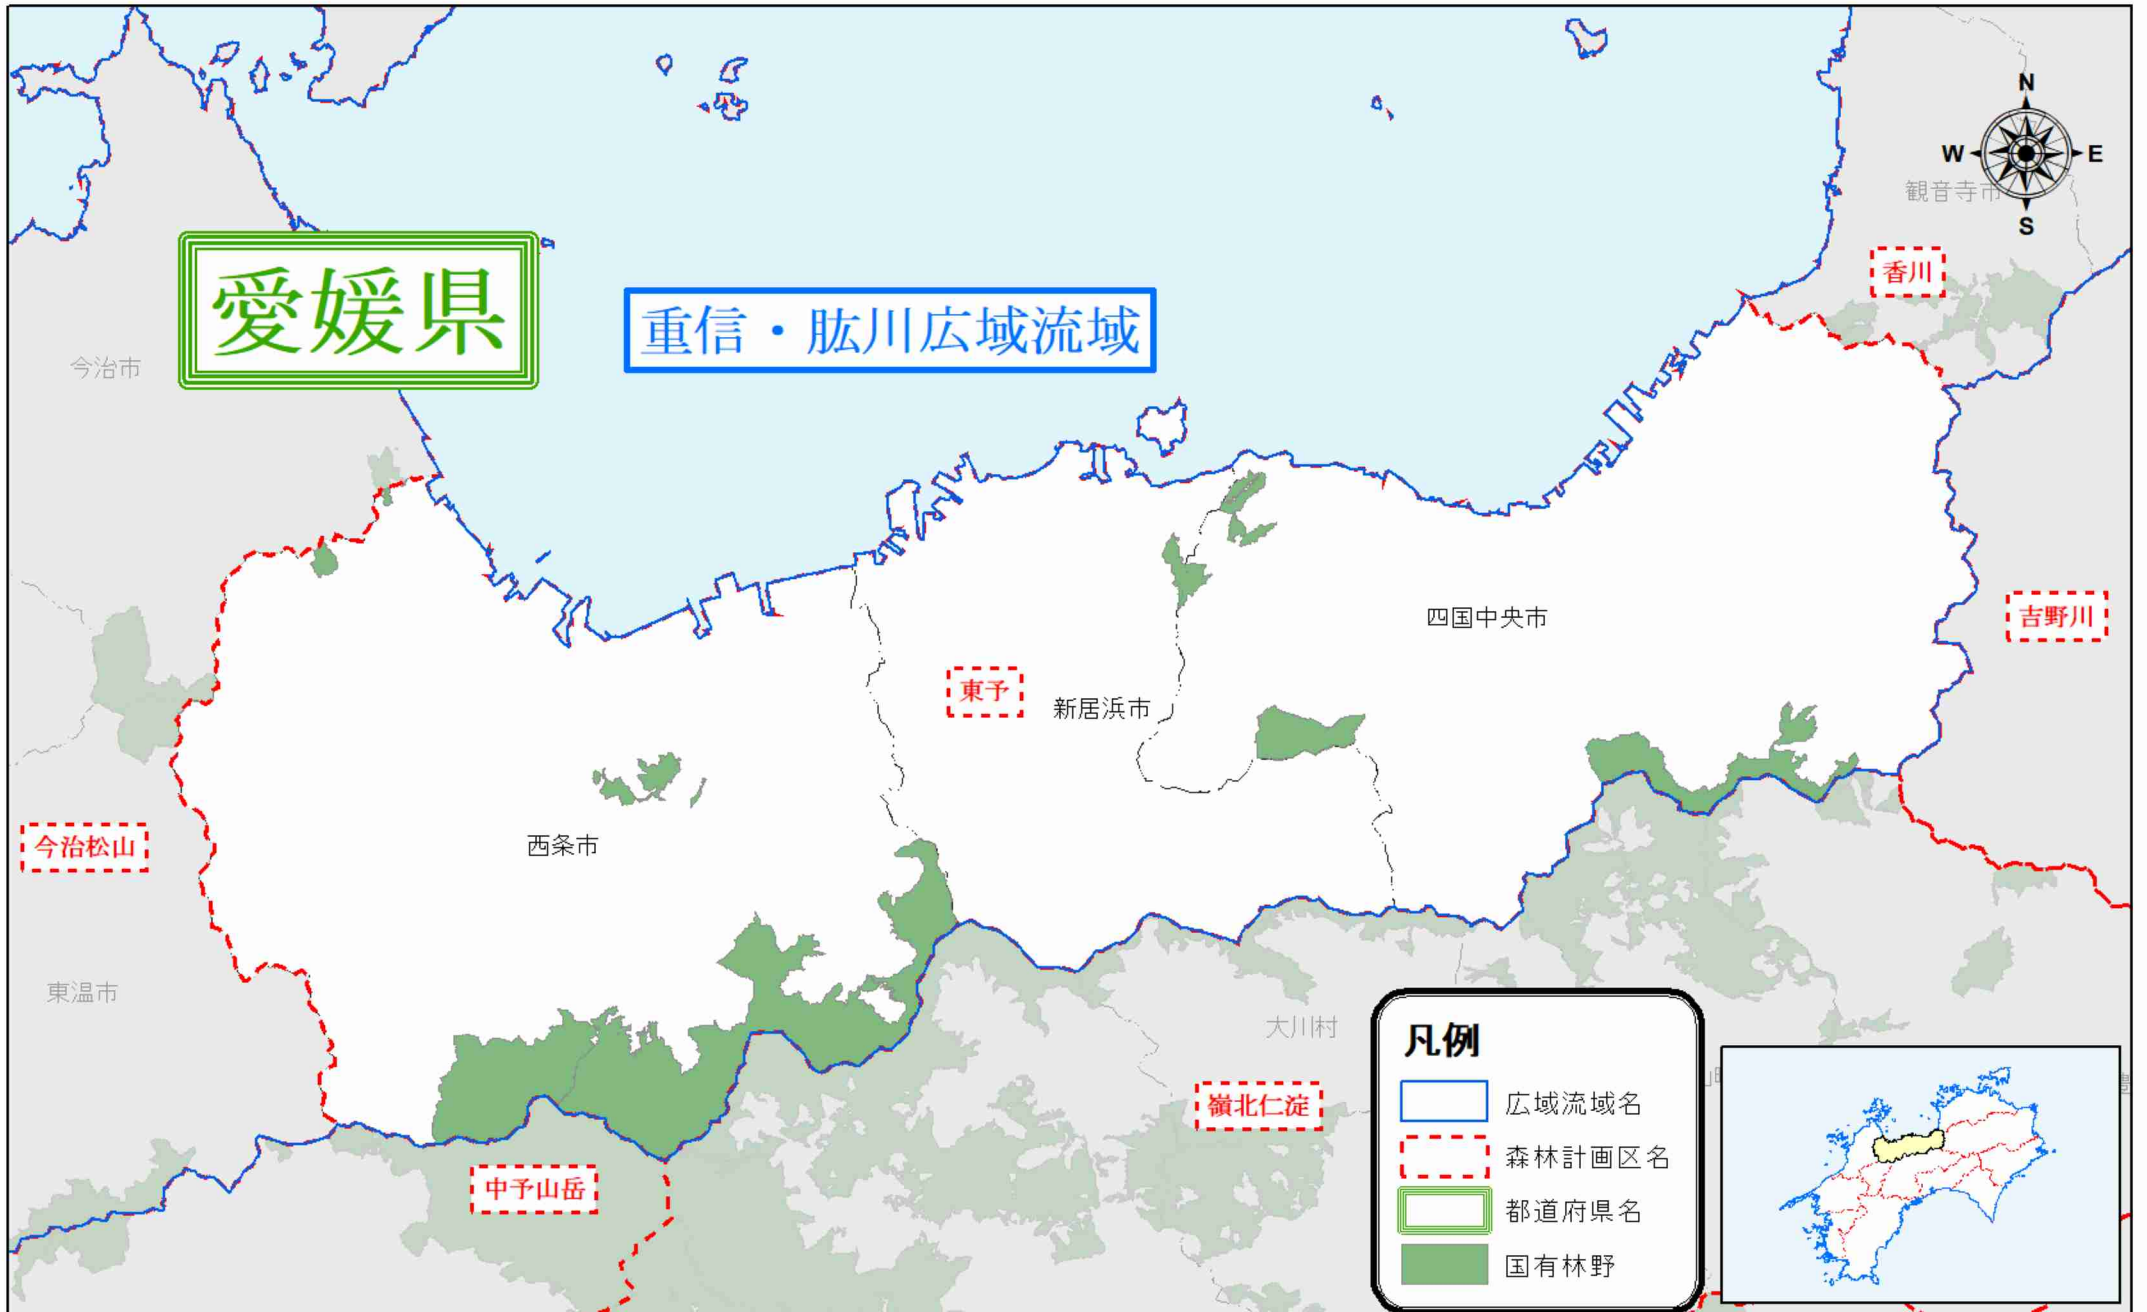 N
W
E
S
観音寺市
香川
愛媛県
重信・肱川広域流域
今治市
四国中央市
吉野川
東予
新居浜市
今治松山
西条市
東温市
大川村
嶺北仁淀
中予山岳
凡例
広域流域名
森林計画区名
都道府県名
国有林野